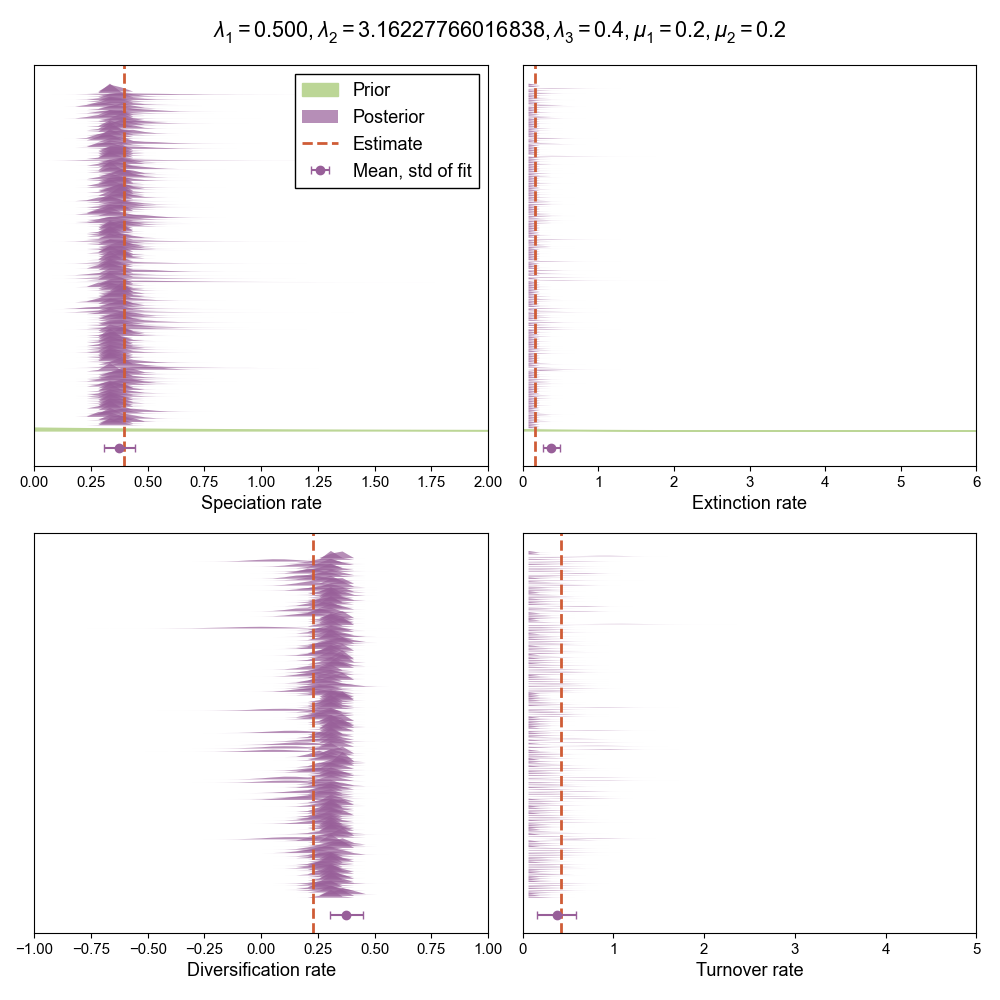 λ1 = 0.500, λ2 = 3.16227766016838, λ3 = 0.4, μ1 = 0.2, μ2 = 0.2
Prior
Posterior
Estimate
Mean, std of fit
0.00 0.25 0.50 0.75 1.00 1.25 1.50 1.75 2.00
Speciation rate
0 1 2 3 4 5 6
Extinction rate
−1.00 −0.75 −0.50 −0.25 0.00 0.25 0.50 0.75 1.00
Diversification rate
0 1 2 3 4 5
Turnover rate